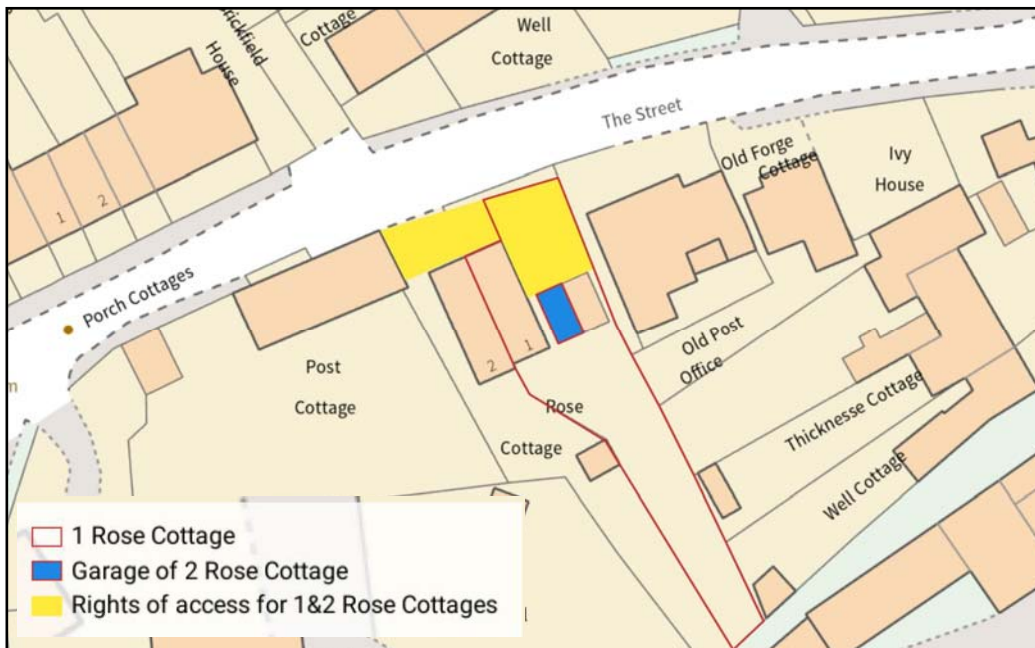 Brickfield
House
Cottage
Well
Cottage
The Street
Old Forge
Cottage
Ivy
House
1
2
Porch Cottages
Post
Cottage
2
1
Rose
Cottage
Old Post
Office
Thicknesse Cottage
Well Cottage
1 Rose Cottage
Garage of 2 Rose Cottage
Rights of access for 1&2 Rose Cottages